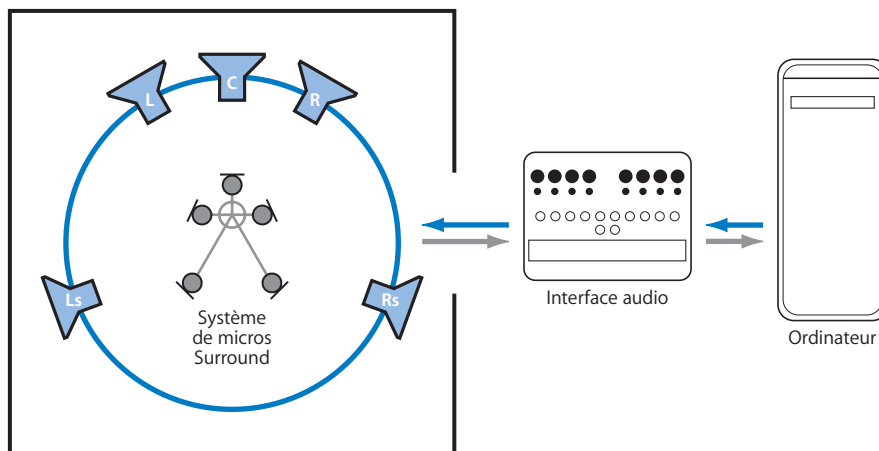 L
C
R
Ls
Rs
Système
de micros
Surround
Interface audio
Ordinateur